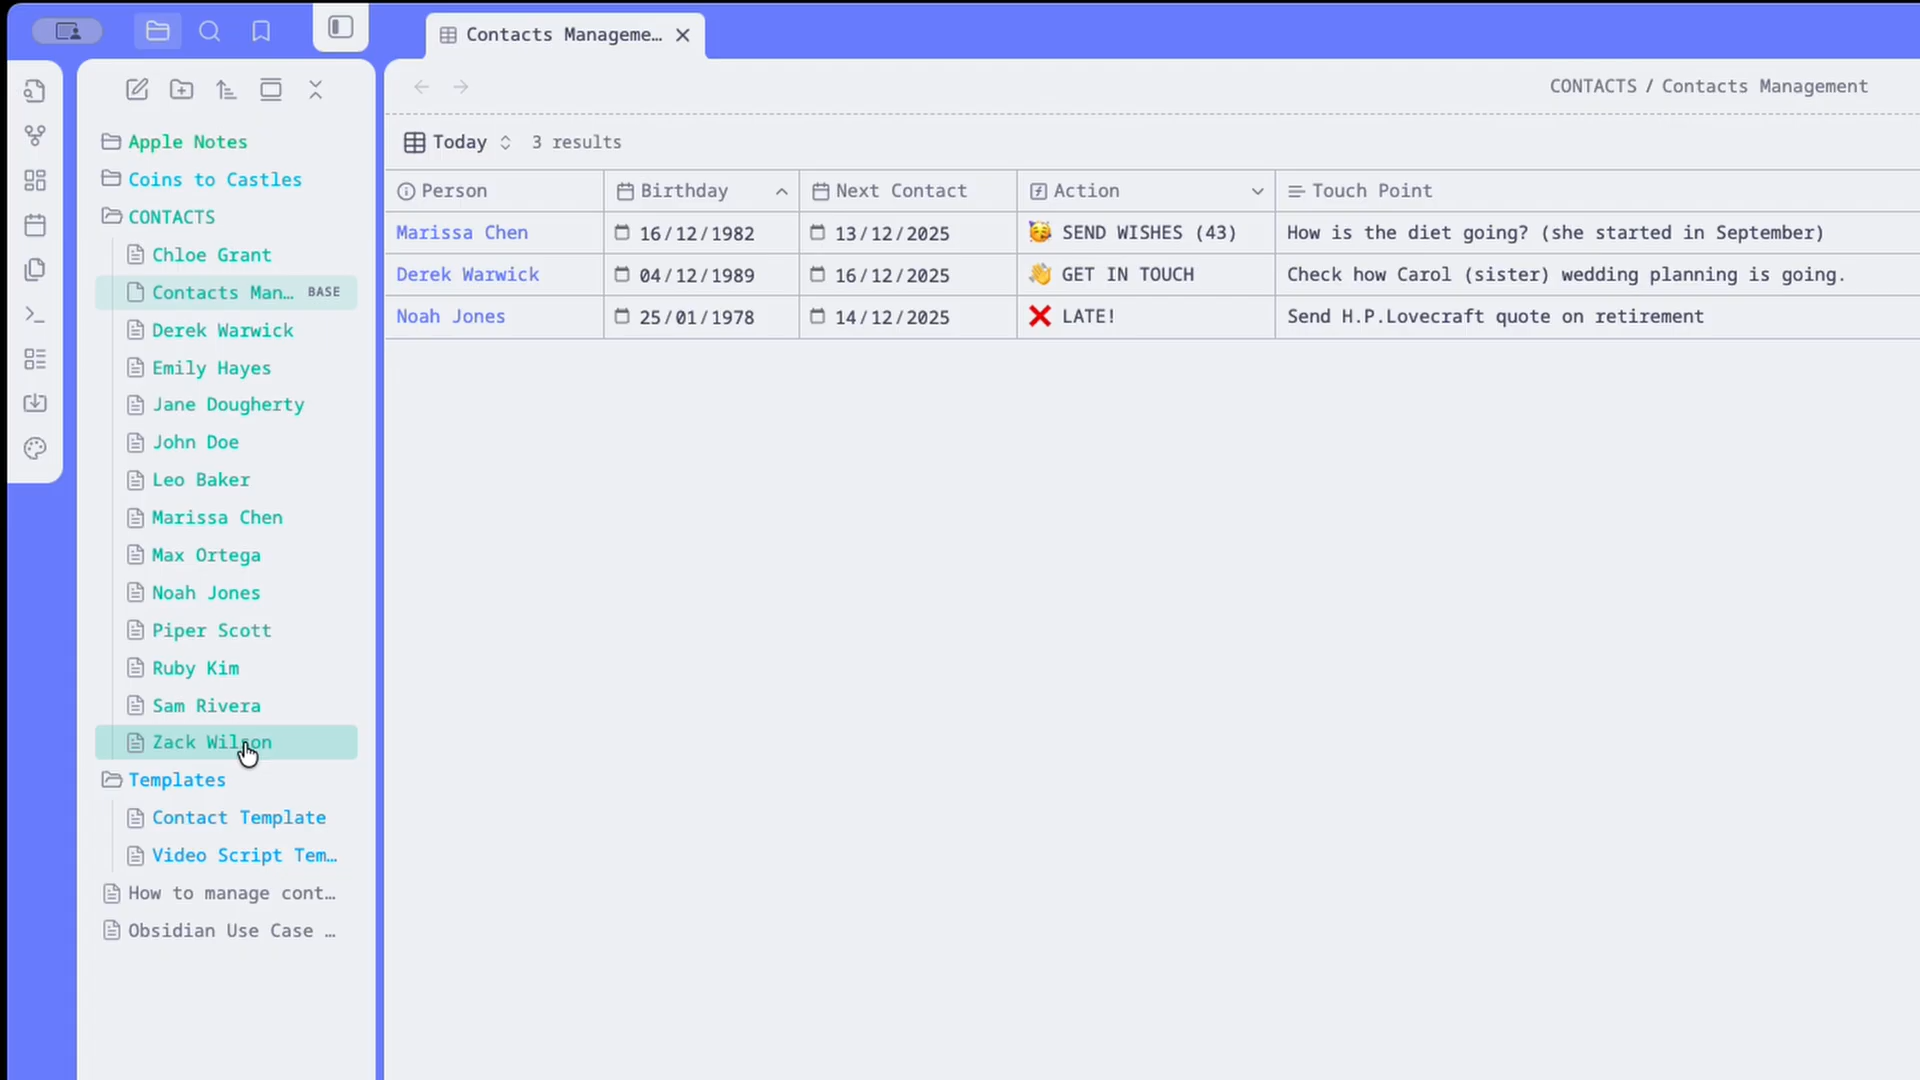 Contacts Manageme…
CONTACTS / Contacts Management
Apple Notes
Coins to Castles
CONTACTS
Chloe Grant
Contacts Man… BASE
Derek Warwick
Emily Hayes
Jane Dougherty
John Doe
Leo Baker
Marissa Chen
Max Ortega
Noah Jones
Piper Scott
Ruby Kim
Sam Rivera
Zack Wilson
Templates
Contact Template
Video Script Tem…
How to manage cont…
Obsidian Use Case …
Today 3 results
Person Birthday Next Contact Action Touch Point
Marissa Chen 16/12/1982 13/12/2025 🥳 SEND WISHES (43) How is the diet going? (she started in September)
Derek Warwick 04/12/1989 16/12/2025 👋 GET IN TOUCH Check how Carol (sister) wedding planning is going.
Noah Jones 25/01/1978 14/12/2025 ❌ LATE! Send H.P.Lovecraft quote on retirement